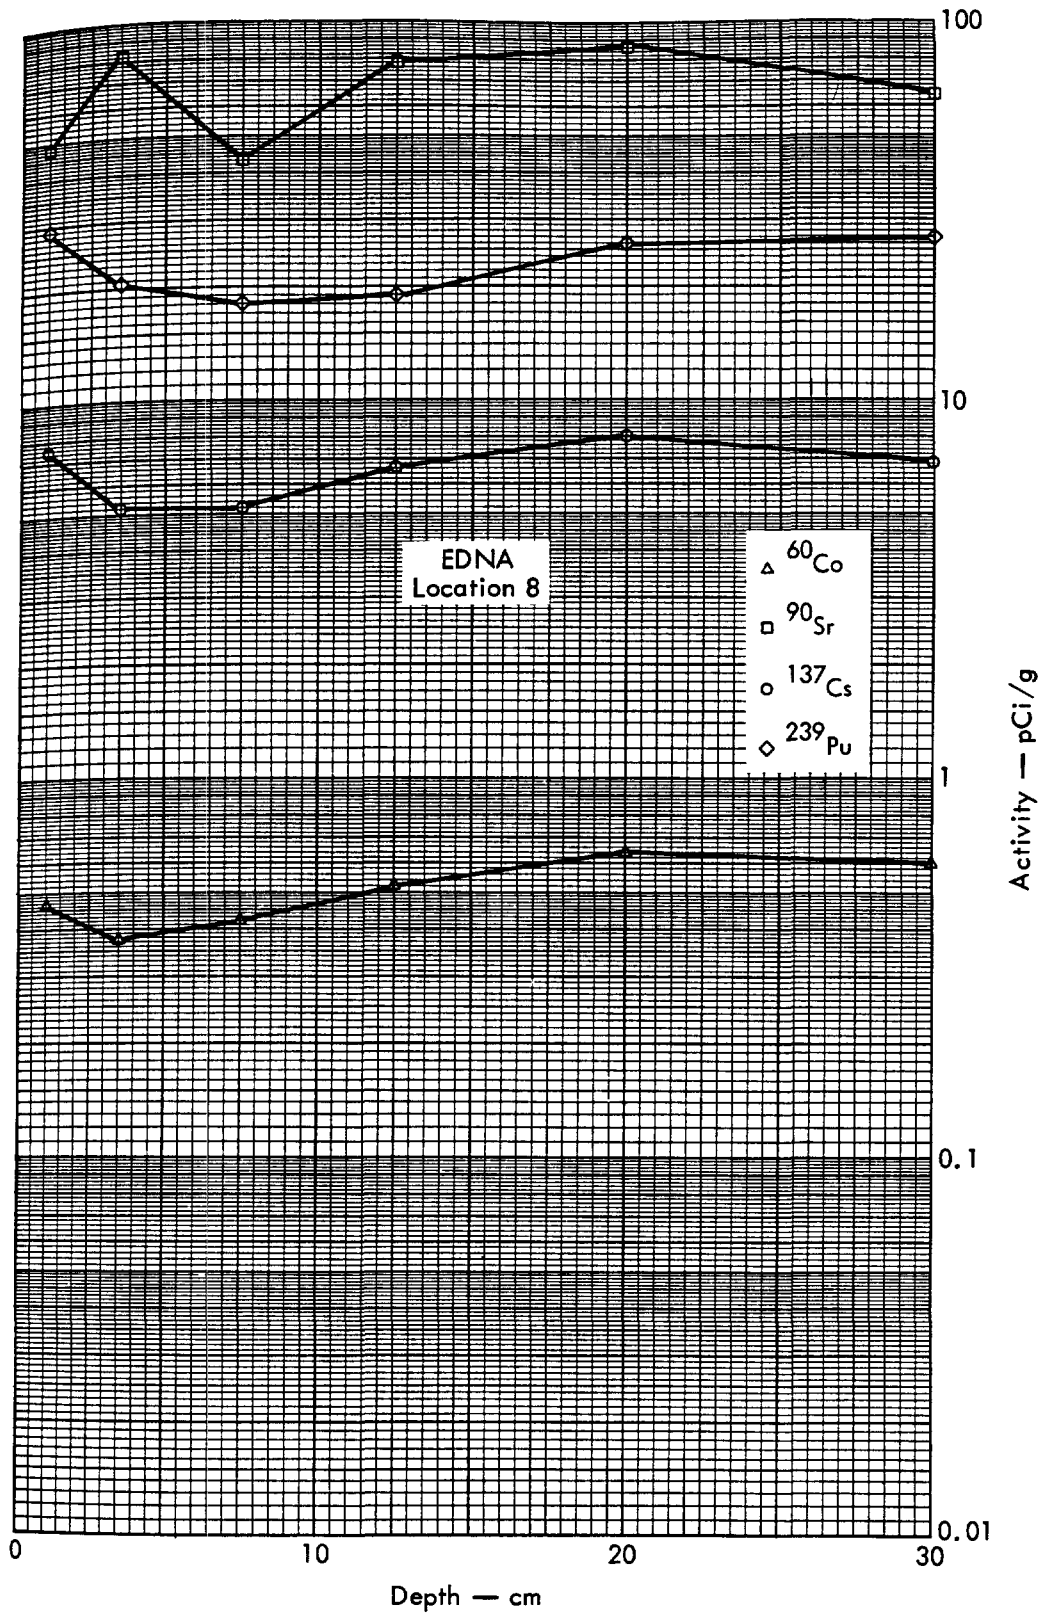 100
10
EDNA
Location 8
60Co
90Sr
137Cs
239Pu
1
0.1
0.01
Activity — pCi/g
0 10 20 30
Depth — cm